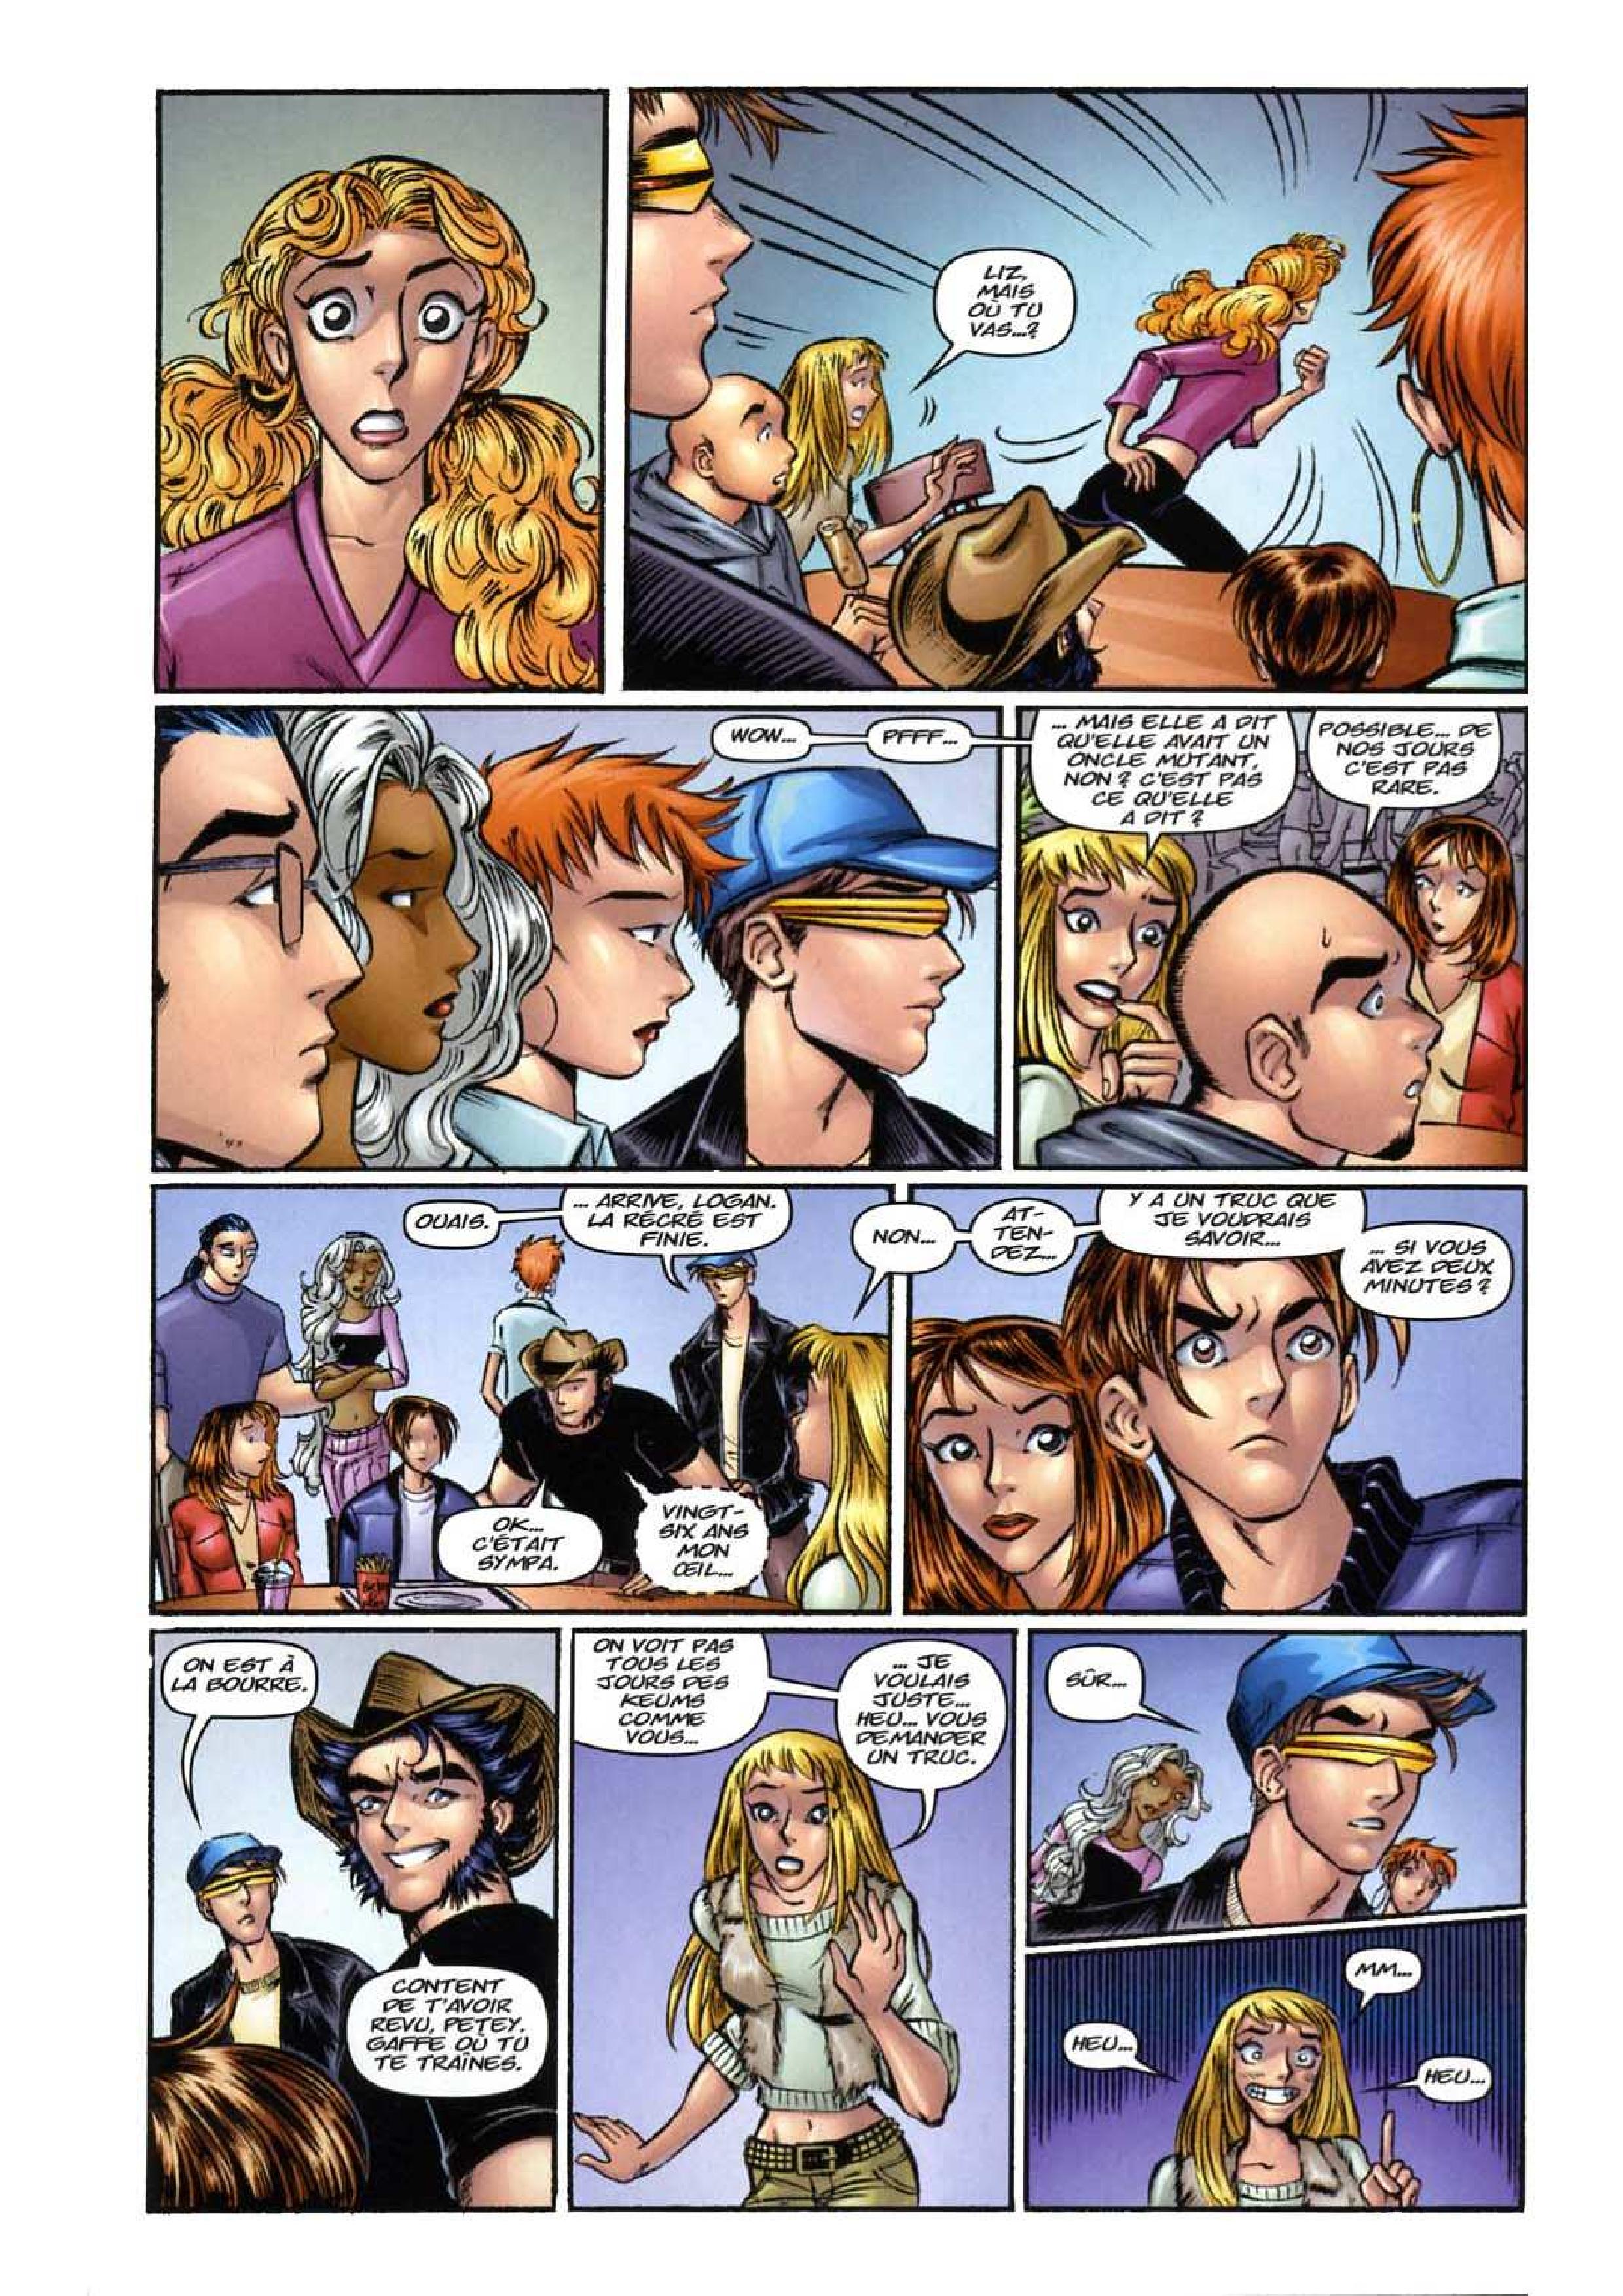 LIZ,
MAIS
OÙ TU
VAS...?
WOW...
PFFF...
... MAIS ELLE A DIT
QU'ELLE AVAIT UN
ONCLE MUTANT,
NON ? C'EST PAS
CE QU'ELLE
A DIT ?
POSSIBLE... DE
NOS JOURS
C'EST PAS
RARE.
OUAIS.
... ARRIVE, LOGAN.
LA RÉCRÉ EST
FINIE.
OK...
C'ÉTAIT
SYMPA.
VINGT-
SIX ANS
MON
ŒIL...
NON...
AT-
TEN-
DEZ...
Y A UN TRUC QUE
JE VOUDRAIS
SAVOIR...
... SI VOUS
AVEZ DEUX
MINUTES ?
ON EST À
LA BOURRE.
CONTENT
DE T'AVOIR
REVU, PETEY.
GAFFE OÙ TU
TE TRAÎNES.
ON VOIT PAS
TOUS LES
JOURS DES
KEUMS
COMME
VOUS...
... JE
VOULAIS
JUSTE...
HEU... VOUS
DEMANDER
UN TRUC.
SÛR...
MM...
HEU...
HEU...